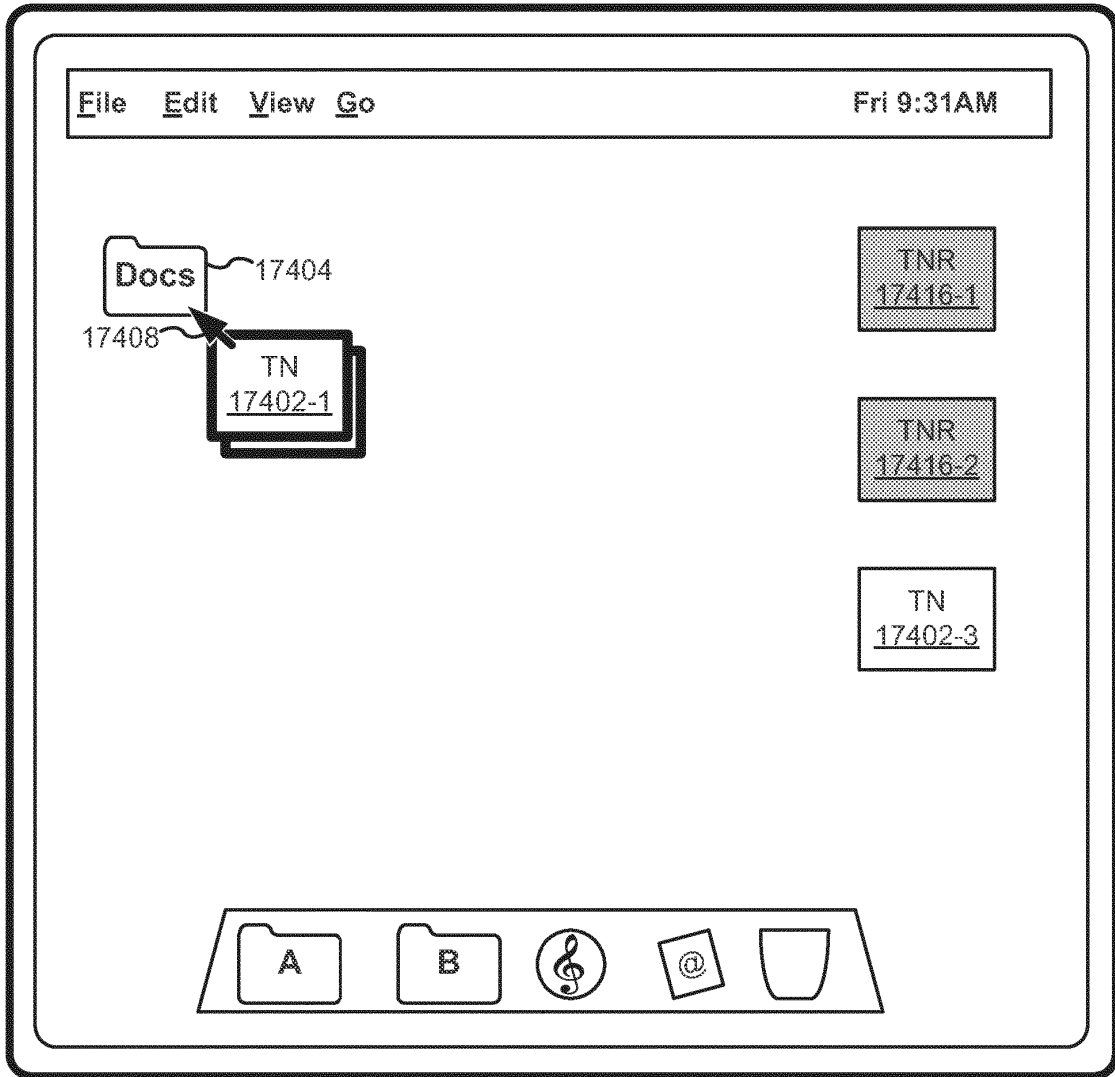 File Edit View Go Fri 9:31AM
Docs
17404
17408
TN
17402-1
TNR
17416-1
TNR
17416-2
TN
17402-3
A B @